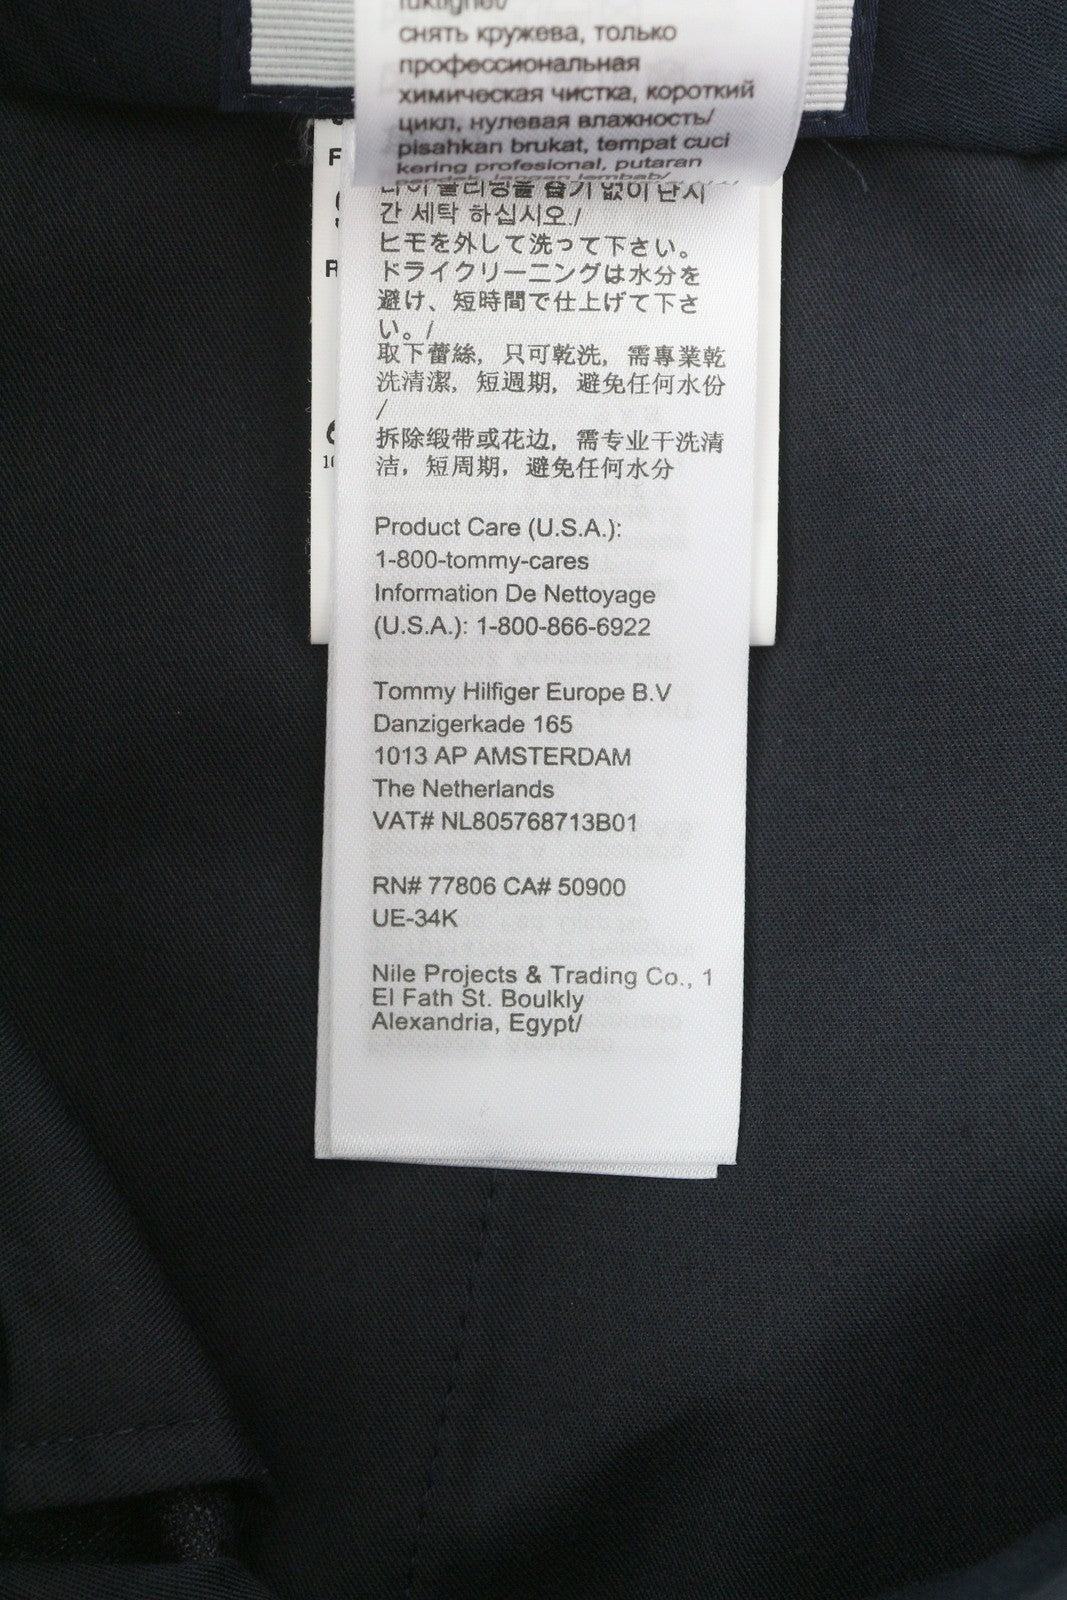 снять кружева, только
профессиональная
химическая чистка, короткий
цикл, нулевая влажность/
pisahkan brukat, tempat cuci
kering profesional, putaran
pendek, jangan lembab/
간 세탁 하십시오./
ヒモを外して洗って下さい。
ドライクリーニングは水分を
避け、短時間で仕上げて下さ
い。/
取下蕾絲，只可乾洗，需專業乾
洗清潔，短週期，避免任何水份
/
拆除缎带或花边，需专业干洗清
洁，短周期，避免任何水分
Product Care (U.S.A.):
1-800-tommy-cares
Information De Nettoyage
(U.S.A.): 1-800-866-6922
Tommy Hilfiger Europe B.V
Danzigerkade 165
1013 AP AMSTERDAM
The Netherlands
VAT# NL805768713B01
RN# 77806 CA# 50900
UE-34K
Nile Projects & Trading Co., 1
El Fath St. Boulkly
Alexandria, Egypt/